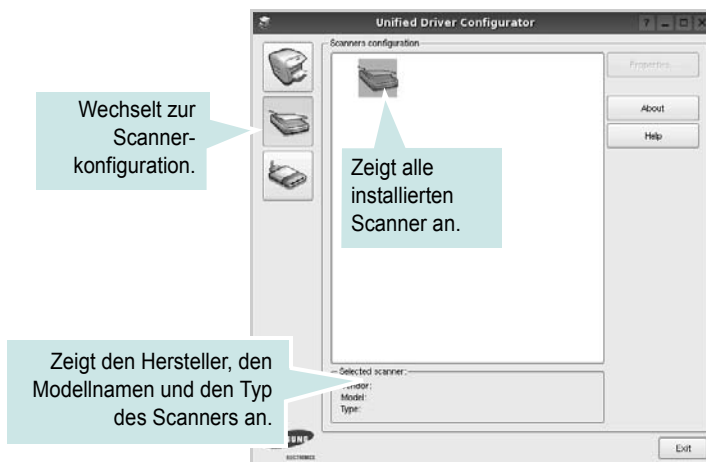 Unified Driver Configurator
Scanners configuration
Properties...
About
Help
Wechselt zur
Scanner-
konfiguration.
Zeigt alle
installierten
Scanner an.
Zeigt den Hersteller, den
Modellnamen und den Typ
des Scanners an.
Selected scanner:
Model:
Type:
ELECTRONICS
Exit